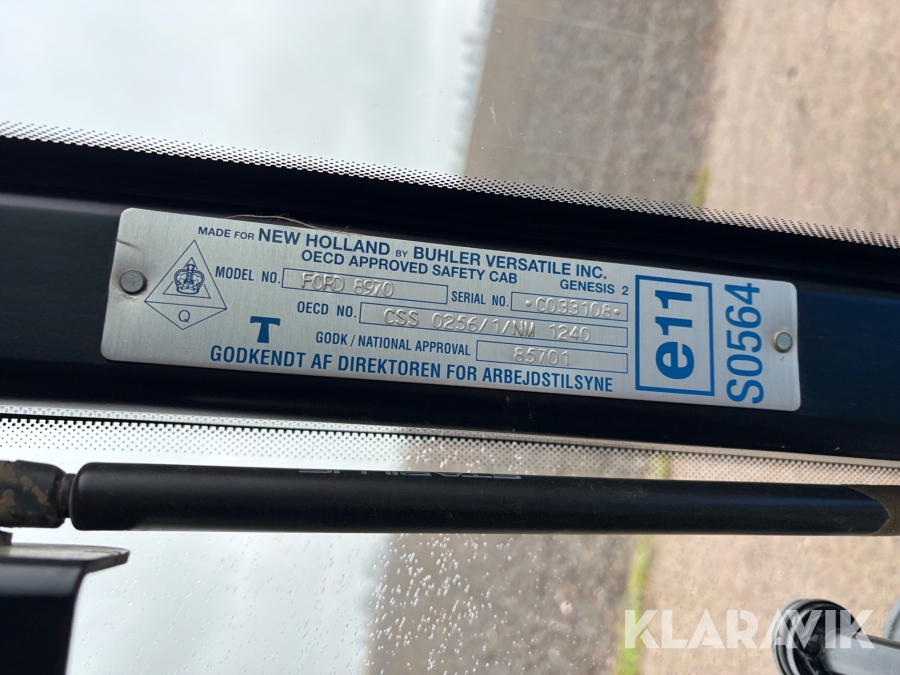 MADE FOR NEW HOLLAND BY BUHLER VERSATILE INC.
OECD APPROVED SAFETY CAB GENESIS 2
MODEL NO. FORD 8970 SERIAL NO. •C033108•
OECD NO. CSS 0256/1/NM 1240
GODK / NATIONAL APPROVAL 85701
T
GODKENDT AF DIREKTOREN FOR ARBEJDSTILSYNE
Q
e11
S0564
STABILUS
KLARAVIK